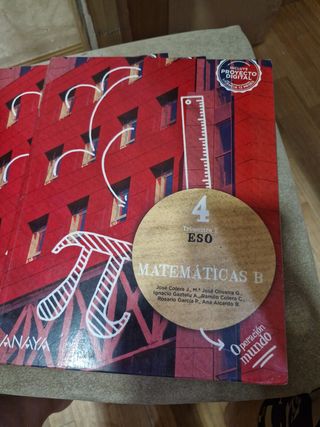 INCLUYE
PROYECTO
DIGITAL
4
Trimestre
ESO
MATEMÁTICAS B
José Colera J., M.ª José Oliveira G.,
Ignacio Gaztelu A., Ramón Colera C.,
Rosario García P., Ana Aicardo B.
ANAYA
Operación
mundo